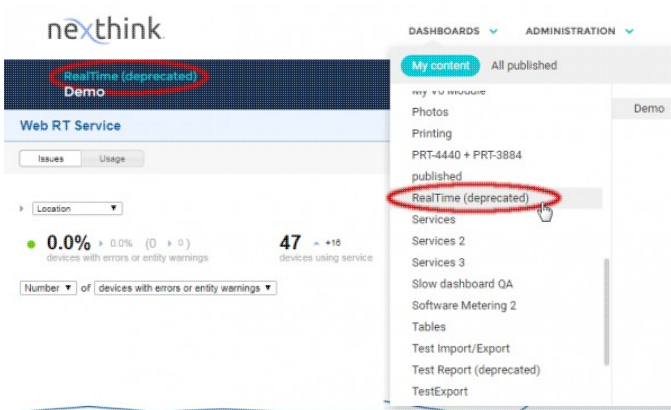 nexthink
DASHBOARDS ADMINISTRATION
My content All published
RealTime (deprecated)
Demo
Web RT Service
Issues Usage
Location
0.0% 0.0% (0 0)
devices with errors or entity warnings
47 +16
devices using service
Number of devices with errors or entity warnings
My V6 Module
Photos
Printing
PRT-4440 + PRT-3884
published
RealTime (deprecated)
Services
Services 2
Services 3
Slow dashboard QA
Software Metering 2
Tables
Test Import/Export
Test Report (deprecated)
TestExport
Demo